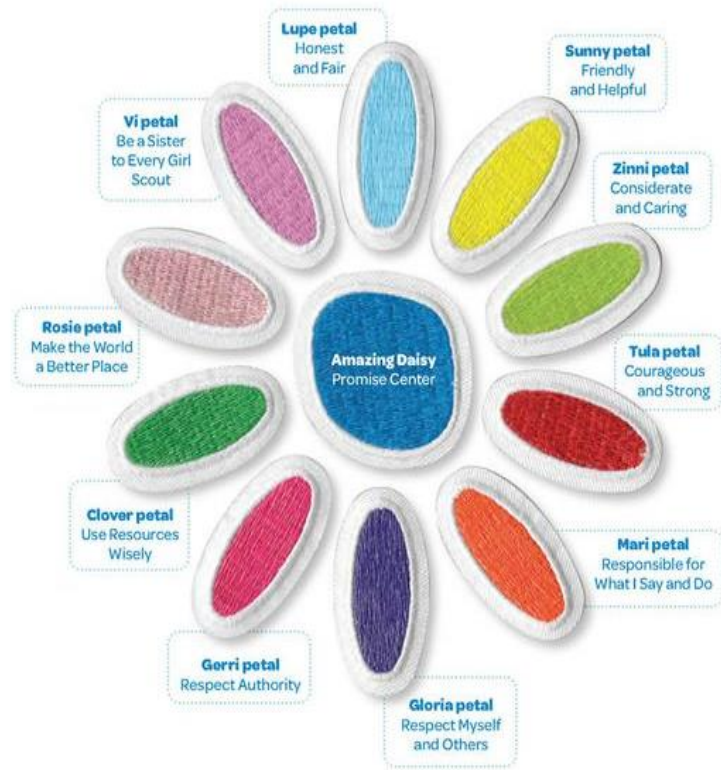 Lupe petal
Honest
and Fair
Sunny petal
Friendly
and Helpful
Zinni petal
Considerate
and Caring
Tula petal
Courageous
and Strong
Mari petal
Responsible for
What I Say and Do
Gloria petal
Respect Myself
and Others
Gerri petal
Respect Authority
Clover petal
Use Resources
Wisely
Rosie petal
Make the World
a Better Place
Vi petal
Be a Sister
to Every Girl
Scout
Amazing Daisy
Promise Center